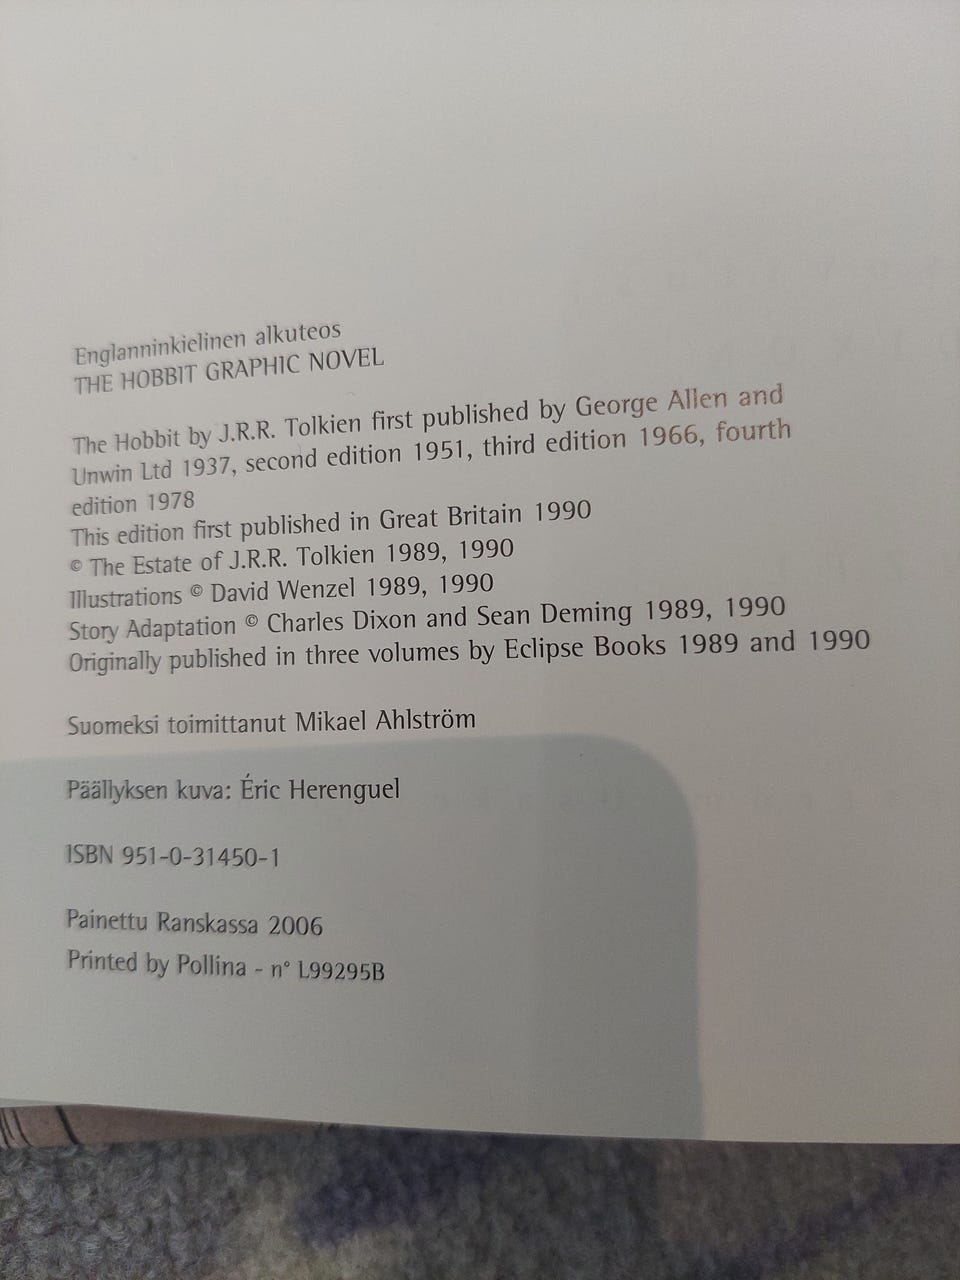 Englanninkielinen alkuteos
THE HOBBIT GRAPHIC NOVEL
The Hobbit by J.R.R. Tolkien first published by George Allen and
Unwin Ltd 1937, second edition 1951, third edition 1966, fourth
edition 1978
This edition first published in Great Britain 1990
© The Estate of J.R.R. Tolkien 1989, 1990
Illustrations © David Wenzel 1989, 1990
Story Adaptation © Charles Dixon and Sean Deming 1989, 1990
Originally published in three volumes by Eclipse Books 1989 and 1990
Suomeksi toimittanut Mikael Ahlström
Päällyksen kuva: Éric Herenguel
ISBN 951-0-31450-1
Painettu Ranskassa 2006
Printed by Pollina - n° L99295B